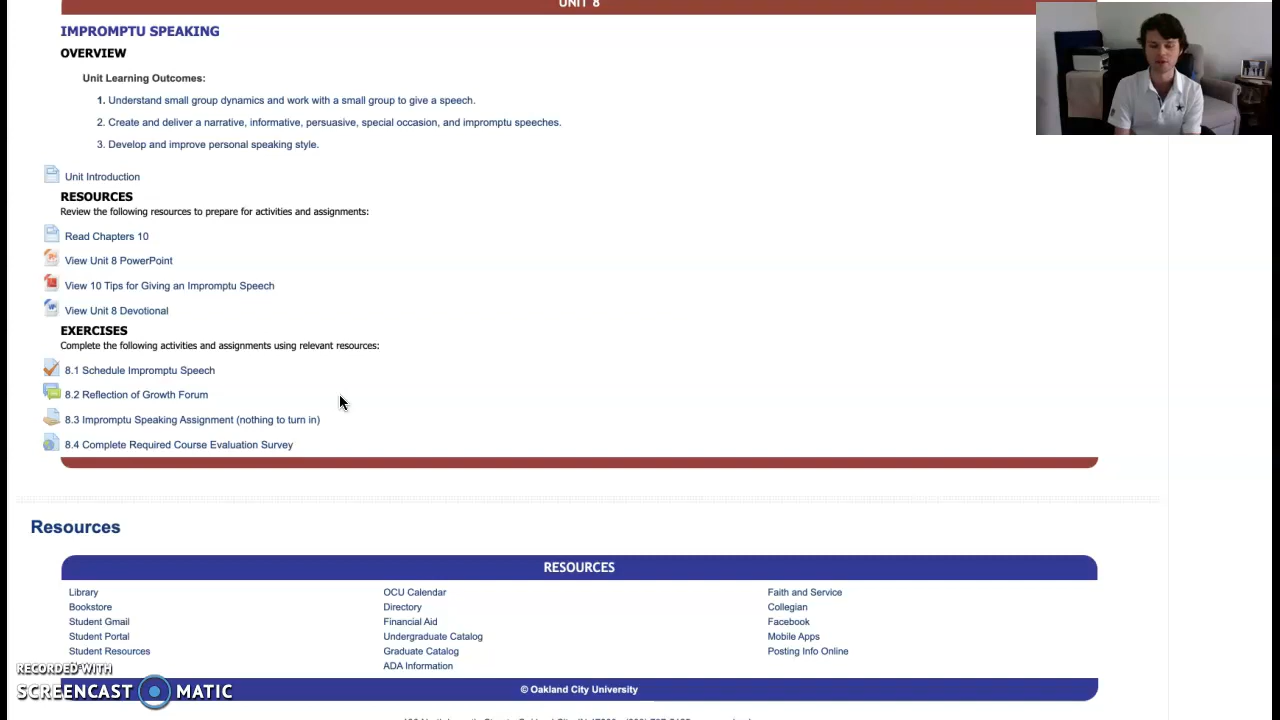 UNIT 8
IMPROMPTU SPEAKING
OVERVIEW
Unit Learning Outcomes:
1. Understand small group dynamics and work with a small group to give a speech.
2. Create and deliver a narrative, informative, persuasive, special occasion, and impromptu speeches.
3. Develop and improve personal speaking style.
Unit Introduction
RESOURCES
Review the following resources to prepare for activities and assignments:
Read Chapters 10
View Unit 8 PowerPoint
View 10 Tips for Giving an Impromptu Speech
View Unit 8 Devotional
EXERCISES
Complete the following activities and assignments using relevant resources:
8.1 Schedule Impromptu Speech
8.2 Reflection of Growth Forum
8.3 Impromptu Speaking Assignment (nothing to turn in)
8.4 Complete Required Course Evaluation Survey
Resources
RESOURCES
Library OCU Calendar Faith and Service
Bookstore Directory Collegian
Student Gmail Financial Aid Facebook
Student Portal Undergraduate Catalog Mobile Apps
Student Resources Graduate Catalog Posting Info Online
ADA Information
RECORDED WITH
SCREENCAST MATIC
© Oakland City University